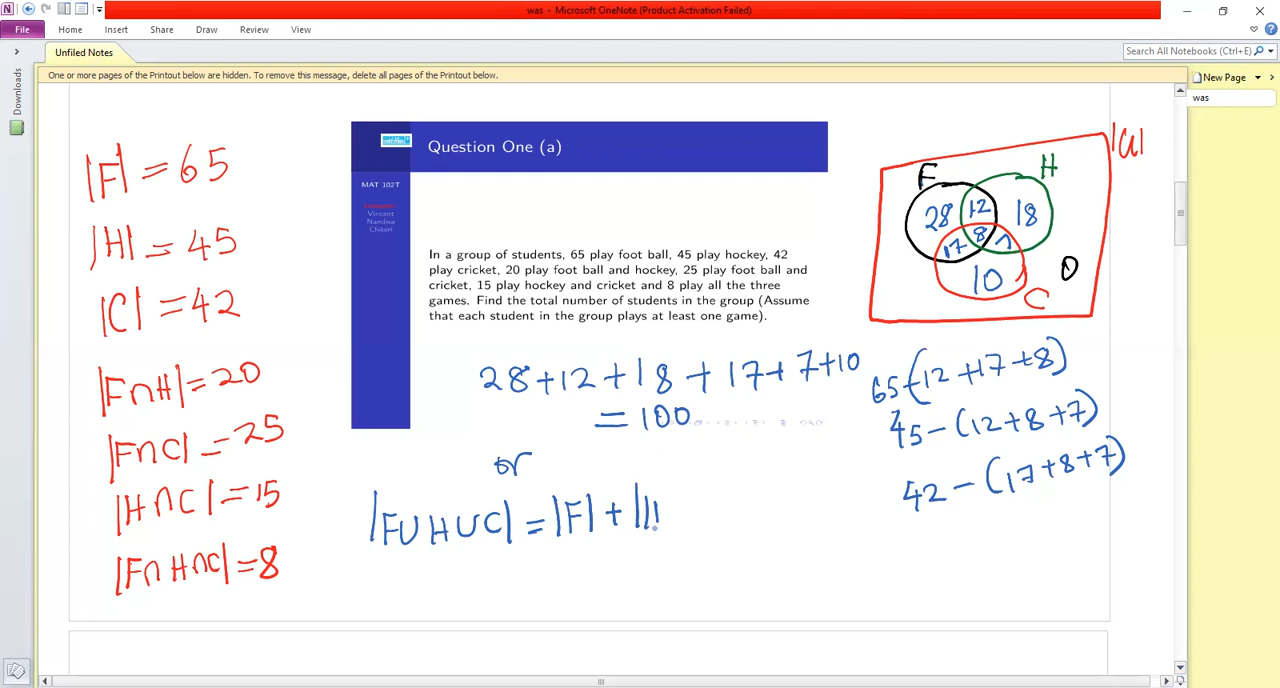 was - Microsoft OneNote (Product Activation Failed)
File Home Insert Share Draw Review View
Unfiled Notes
Search All Notebooks (Ctrl+E)
One or more pages of the Printout below are hidden. To remove this message, delete all pages of the Printout below.
New Page
was
Downloads
|F| = 65
|H| = 45
|C| = 42
|F∩H| = 20
|F∩C| = 25
|H∩C| = 15
|F∩H∩C| = 8
Question One (a)
MAT 102T
Vincent
Nandwa
Chiteri
In a group of students, 65 play foot ball, 45 play hockey, 42
play cricket, 20 play foot ball and hockey, 25 play foot ball and
cricket, 15 play hockey and cricket and 8 play all the three
games. Find the total number of students in the group (Assume
that each student in the group plays at least one game).
28+12+18+17+7+10
= 100
or
|F∪H∪C| = |F| +
|U|
F H
28 12 18
17 8 7
10 0
C
65-(12+17+8)
45-(12+8+7)
42-(17+8+7)